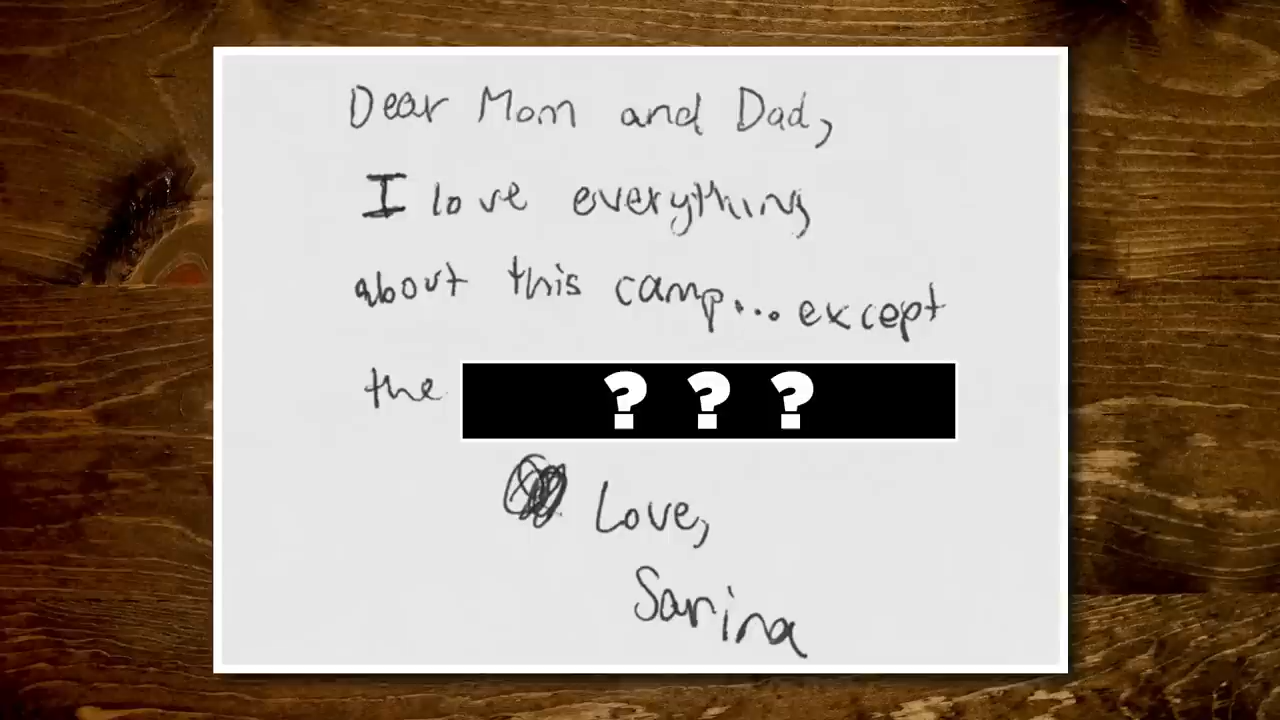 Dear Mom and Dad,
I love everything
about this camp... except
the ? ? ?
Love,
Sarina